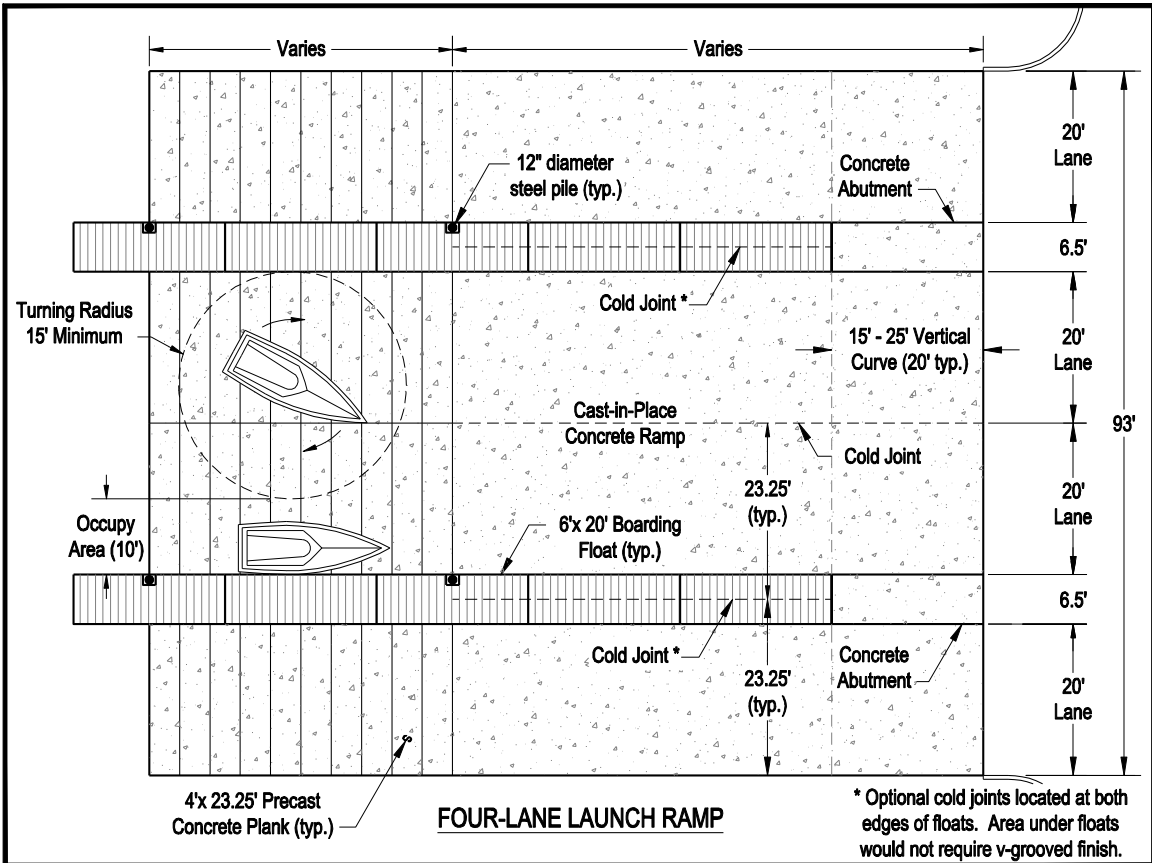 Varies
Varies
20'
Lane
12" diameter
steel pile (typ.)
Concrete
Abutment
6.5'
Cold Joint *
Turning Radius
15' Minimum
15' - 25' Vertical
Curve (20' typ.)
20'
Lane
Cast-in-Place
Concrete Ramp
93'
Cold Joint
23.25'
(typ.)
20'
Lane
Occupy
Area (10')
6'x 20' Boarding
Float (typ.)
6.5'
Cold Joint *
Concrete
Abutment
23.25'
(typ.)
20'
Lane
S
4'x 23.25' Precast
Concrete Plank (typ.)
FOUR-LANE LAUNCH RAMP
* Optional cold joints located at both
edges of floats. Area under floats
would not require v-grooved finish.